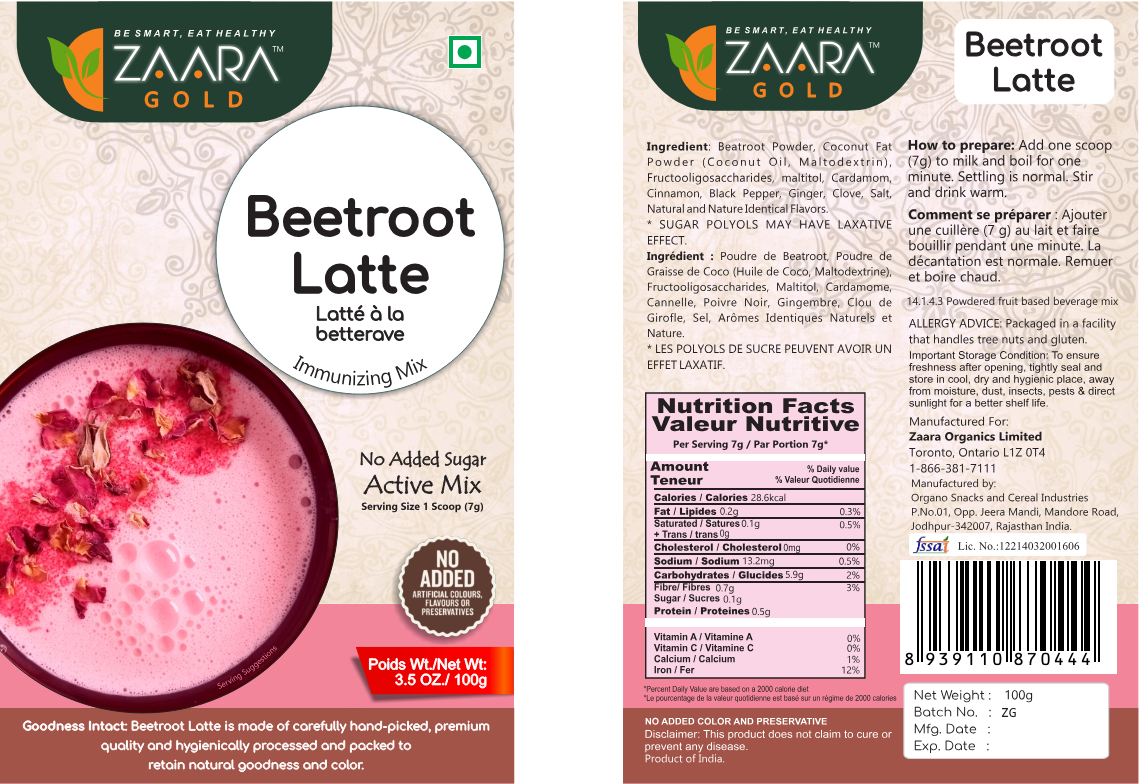 BE SMART, EAT HEALTHY
ZAARA™
GOLD
Beetroot
Latte
Latté à la
betterave
Immunizing Mix
No Added Sugar
Active Mix
Serving Size 1 Scoop (7g)
NO
ADDED
ARTIFICIAL COLOURS,
FLAVOURS OR
PRESERVATIVES
Serving Suggestions
Poids Wt./Net Wt:
3.5 OZ./ 100g
Goodness Intact: Beetroot Latte is made of carefully hand-picked, premium
quality and hygienically processed and packed to
retain natural goodness and color.
BE SMART, EAT HEALTHY
ZAARA™
GOLD
Beetroot
Latte
Ingredient: Beatroot Powder, Coconut Fat
Powder (Coconut Oil, Maltodextrin),
Fructooligosaccharides, maltitol, Cardamom,
Cinnamon, Black Pepper, Ginger, Clove, Salt,
Natural and Nature Identical Flavors.
* SUGAR POLYOLS MAY HAVE LAXATIVE
EFFECT.
Ingrédient : Poudre de Beatroot, Poudre de
Graisse de Coco (Huile de Coco, Maltodextrine),
Fructooligosaccharides, Maltitol, Cardamome,
Cannelle, Poivre Noir, Gingembre, Clou de
Girofle, Sel, Arômes Identiques Naturels et
Nature.
* LES POLYOLS DE SUCRE PEUVENT AVOIR UN
EFFET LAXATIF.
Nutrition Facts
Valeur Nutritive
Per Serving 7g / Par Portion 7g*
Amount
Teneur
% Daily value
% Valeur Quotidienne
Calories / Calories 28.6kcal
Fat / Lipides 0.2g 0.3%
Saturated / Satures 0.1g 0.5%
+ Trans / trans 0g
Cholesterol / Cholesterol 0mg 0%
Sodium / Sodium 13.2mg 0.5%
Carbohydrates / Glucides 5.9g 2%
Fibre/ Fibres 0.7g 3%
Sugar / Sucres 0.1g
Protein / Proteines 0.5g
Vitamin A / Vitamine A 0%
Vitamin C / Vitamine C 0%
Calcium / Calcium 1%
Iron / Fer 12%
*Percent Daily Value are based on a 2000 calorie diet
*Le pourcentage de la valeur quotidienne est basé sur un régime de 2000 calories
NO ADDED COLOR AND PRESERVATIVE
Disclaimer: This product does not claim to cure or
prevent any disease.
Product of India.
How to prepare: Add one scoop
(7g) to milk and boil for one
minute. Settling is normal. Stir
and drink warm.
Comment se préparer : Ajouter
une cuillère (7 g) au lait et faire
bouillir pendant une minute. La
décantation est normale. Remuer
et boire chaud.
14.1.4.3 Powdered fruit based beverage mix
ALLERGY ADVICE: Packaged in a facility
that handles tree nuts and gluten.
Important Storage Condition: To ensure
freshness after opening, tightly seal and
store in cool, dry and hygienic place, away
from moisture, dust, insects, pests & direct
sunlight for a better shelf life.
Manufactured For:
Zaara Organics Limited
Toronto, Ontario L1Z 0T4
1-866-381-7111
Manufactured by:
Organo Snacks and Cereal Industries
P.No.01, Opp. Jeera Mandi, Mandore Road,
Jodhpur-342007, Rajasthan India.
fssai Lic. No.:12214032001606
8 939110 870444
Net Weight : 100g
Batch No. : ZG
Mfg. Date :
Exp. Date :